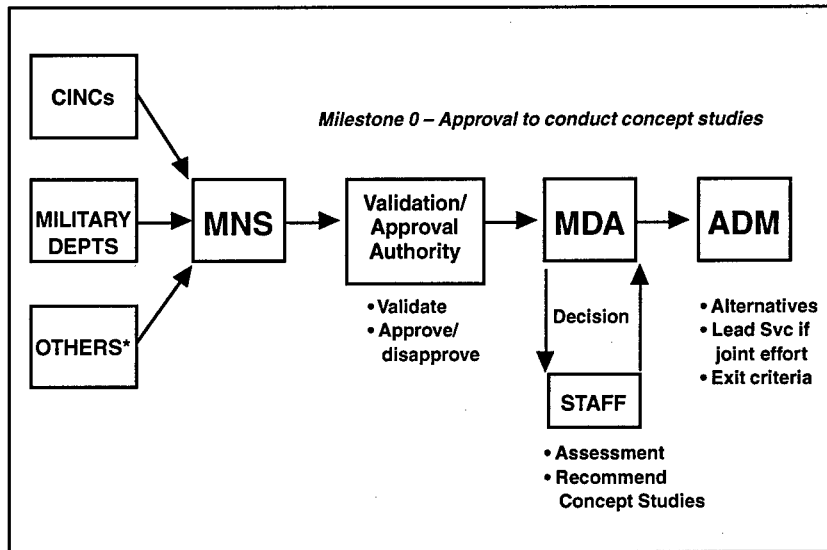 CINCs
Milestone 0 – Approval to conduct concept studies
MILITARY
DEPTS
MNS
Validation/
Approval
Authority
MDA
ADM
OTHERS*
• Validate
• Approve/
disapprove
Decision
STAFF
• Alternatives
• Lead Svc if
joint effort
• Exit criteria
• Assessment
• Recommend
Concept Studies